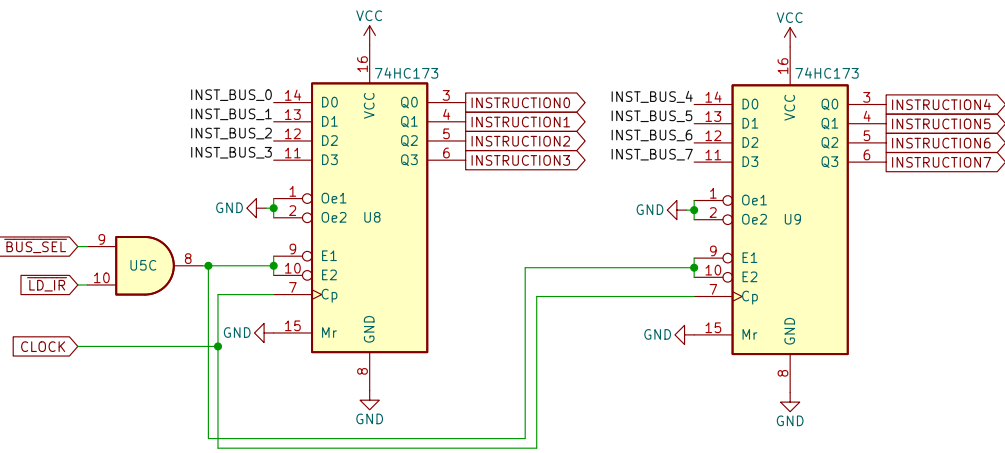 VCC
16
74HC173
INST_BUS_0 14 D0 VCC Q0 3 INSTRUCTION0
INST_BUS_1 13 D1 Q1 4 INSTRUCTION1
INST_BUS_2 12 D2 Q2 5 INSTRUCTION2
INST_BUS_3 11 D3 Q3 6 INSTRUCTION3
1 Oe1
GND 2 Oe2 U8
9 E1
10 E2
7 Cp
GND 15 Mr GND
8
GND
BUS_SEL 9
U5C 8
LD_IR 10
CLOCK
VCC
16
74HC173
INST_BUS_4 14 D0 VCC Q0 3 INSTRUCTION4
INST_BUS_5 13 D1 Q1 4 INSTRUCTION5
INST_BUS_6 12 D2 Q2 5 INSTRUCTION6
INST_BUS_7 11 D3 Q3 6 INSTRUCTION7
1 Oe1
GND 2 Oe2 U9
9 E1
10 E2
7 Cp
GND 15 Mr GND
8
GND